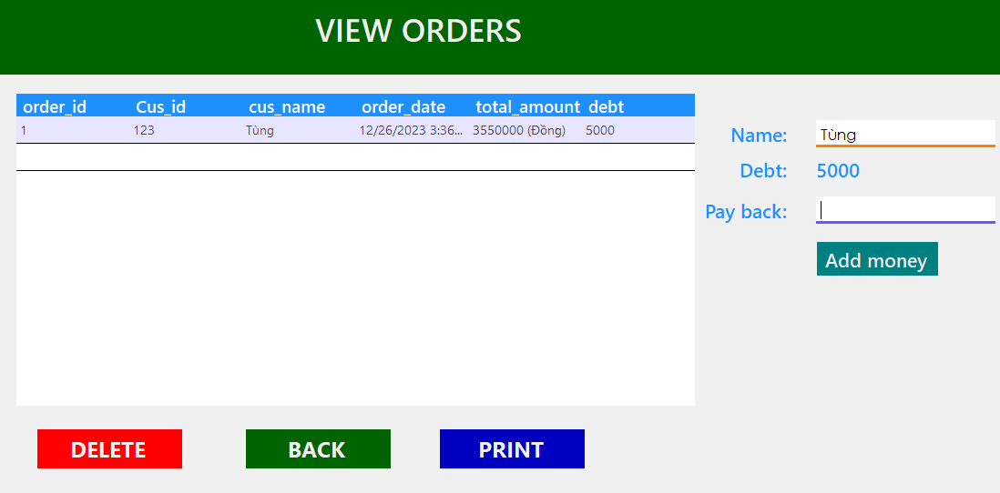 VIEW ORDERS
order_id Cus_id cus_name order_date total_amount debt
1 123 Tùng 12/26/2023 3:36... 3550000 (Đồng) 5000
Name: Tùng
Debt: 5000
Pay back:
Add money
DELETE BACK PRINT